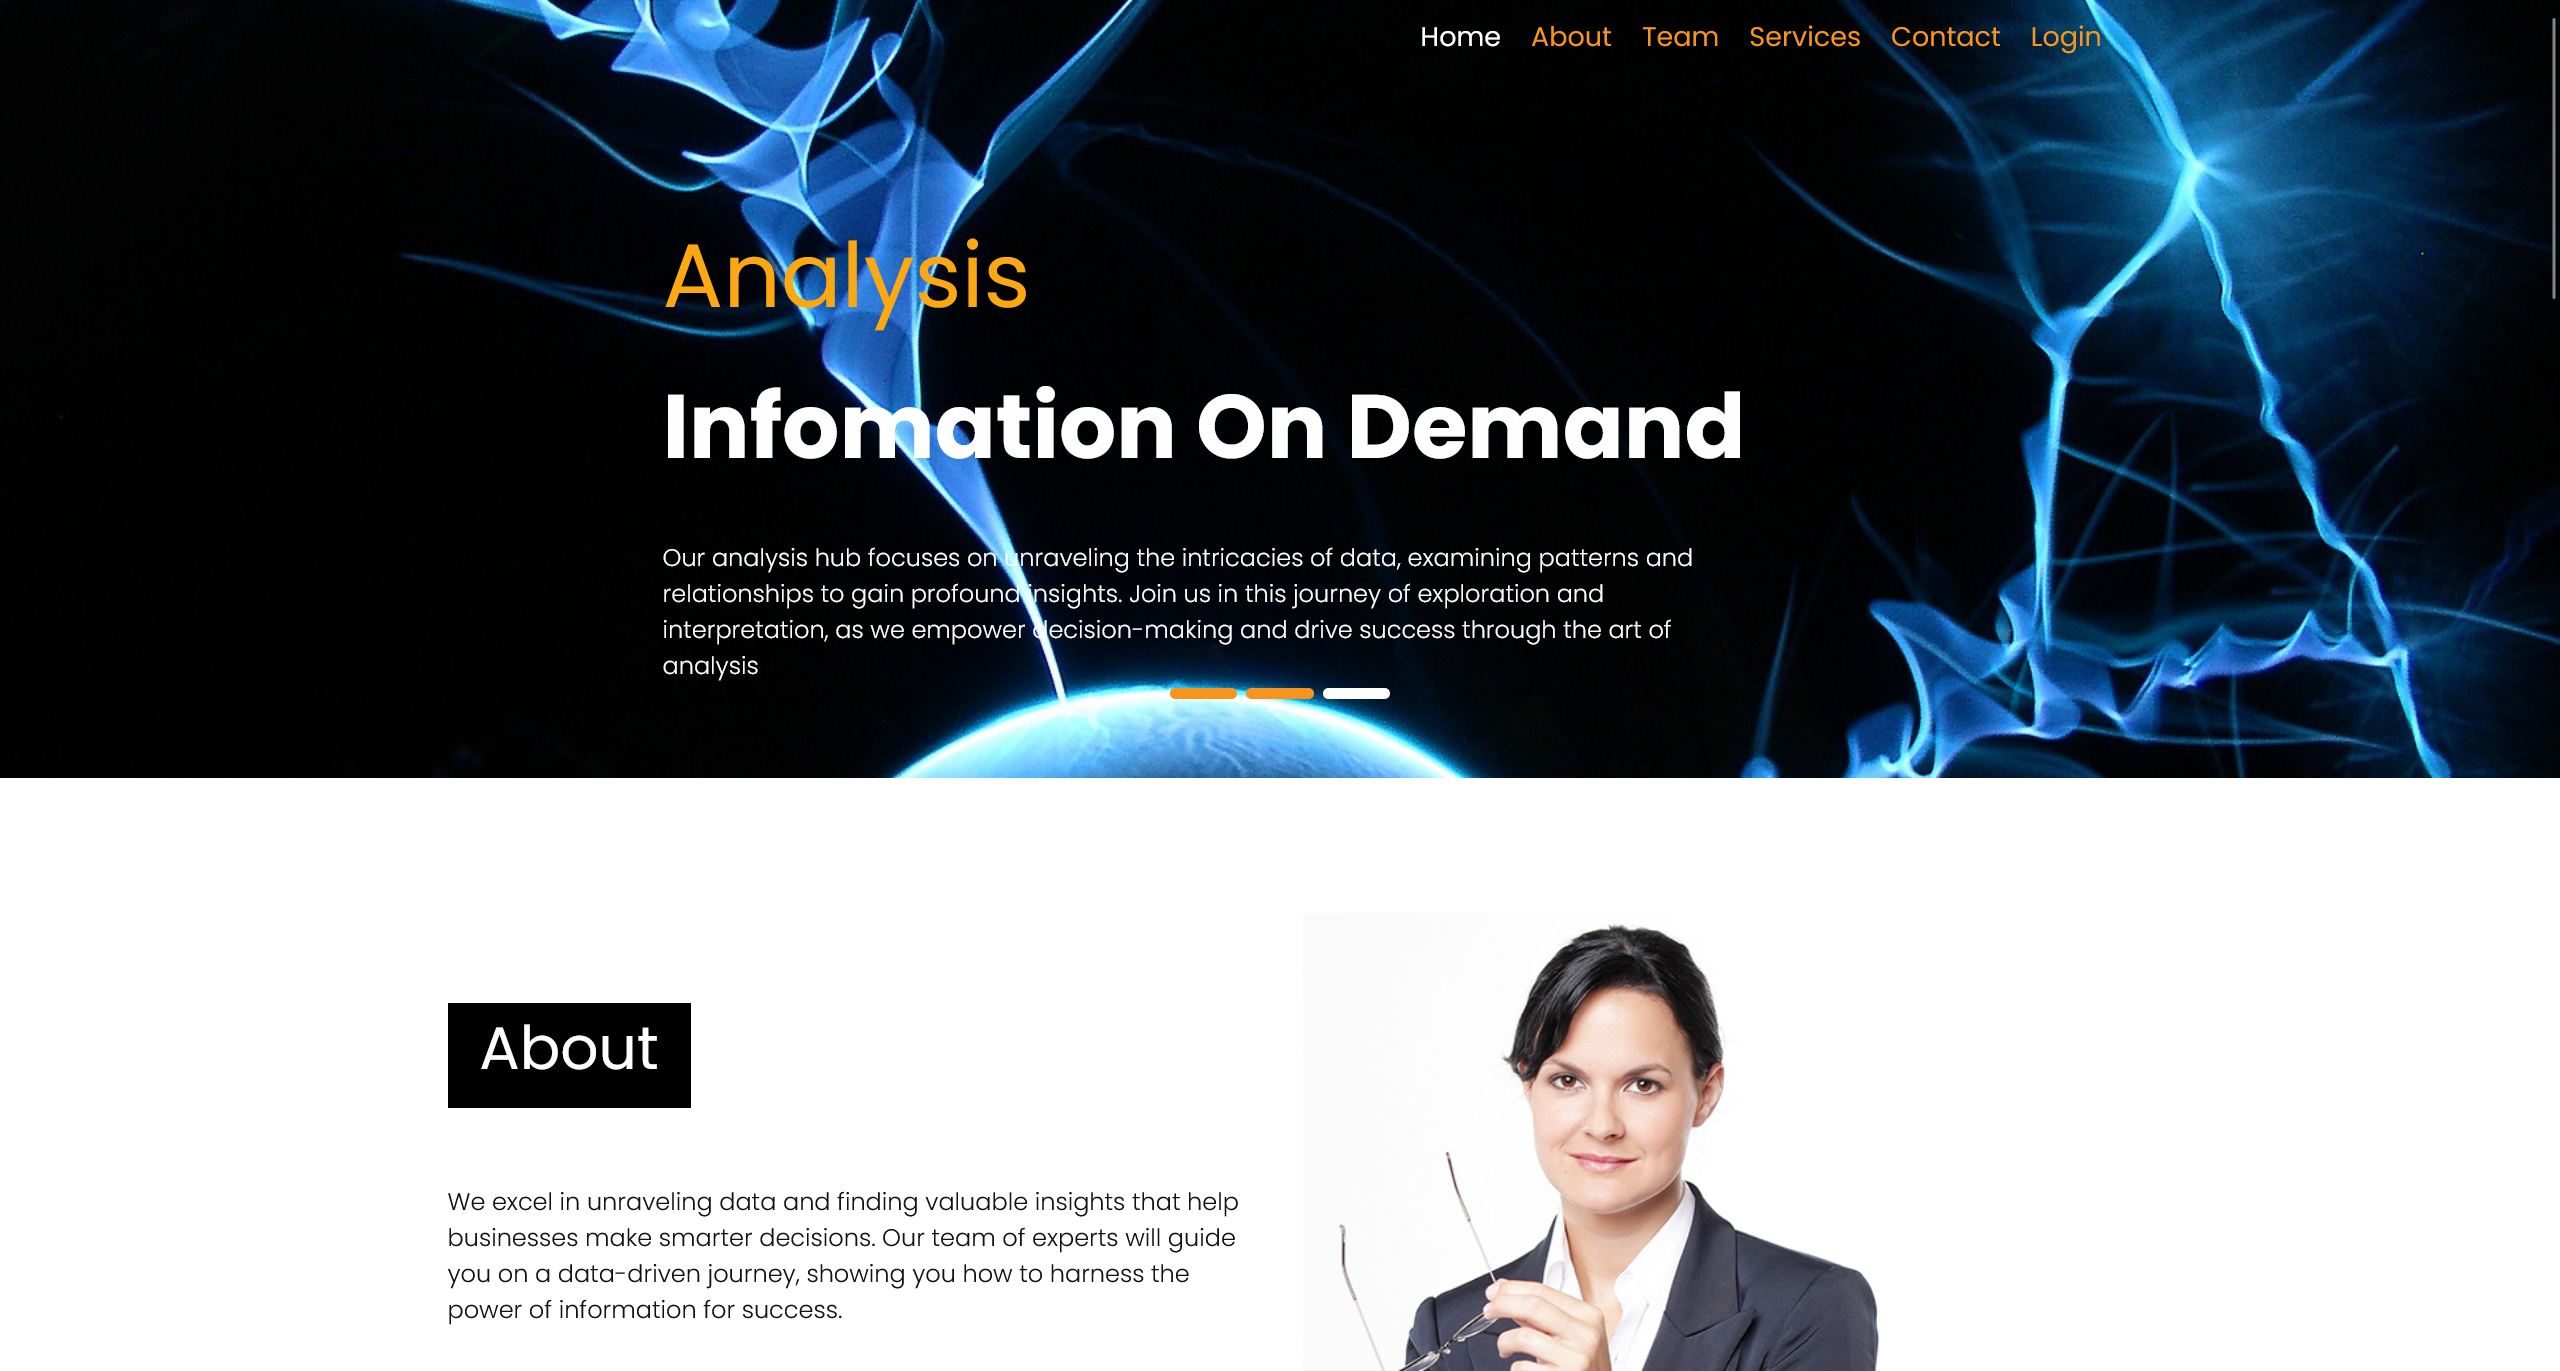 Home About Team Services Contact Login
Analysis
Infomation On Demand
Our analysis hub focuses on unraveling the intricacies of data, examining patterns and
relationships to gain profound insights. Join us in this journey of exploration and
interpretation, as we empower decision-making and drive success through the art of
analysis
About
We excel in unraveling data and finding valuable insights that help
businesses make smarter decisions. Our team of experts will guide
you on a data-driven journey, showing you how to harness the
power of information for success.